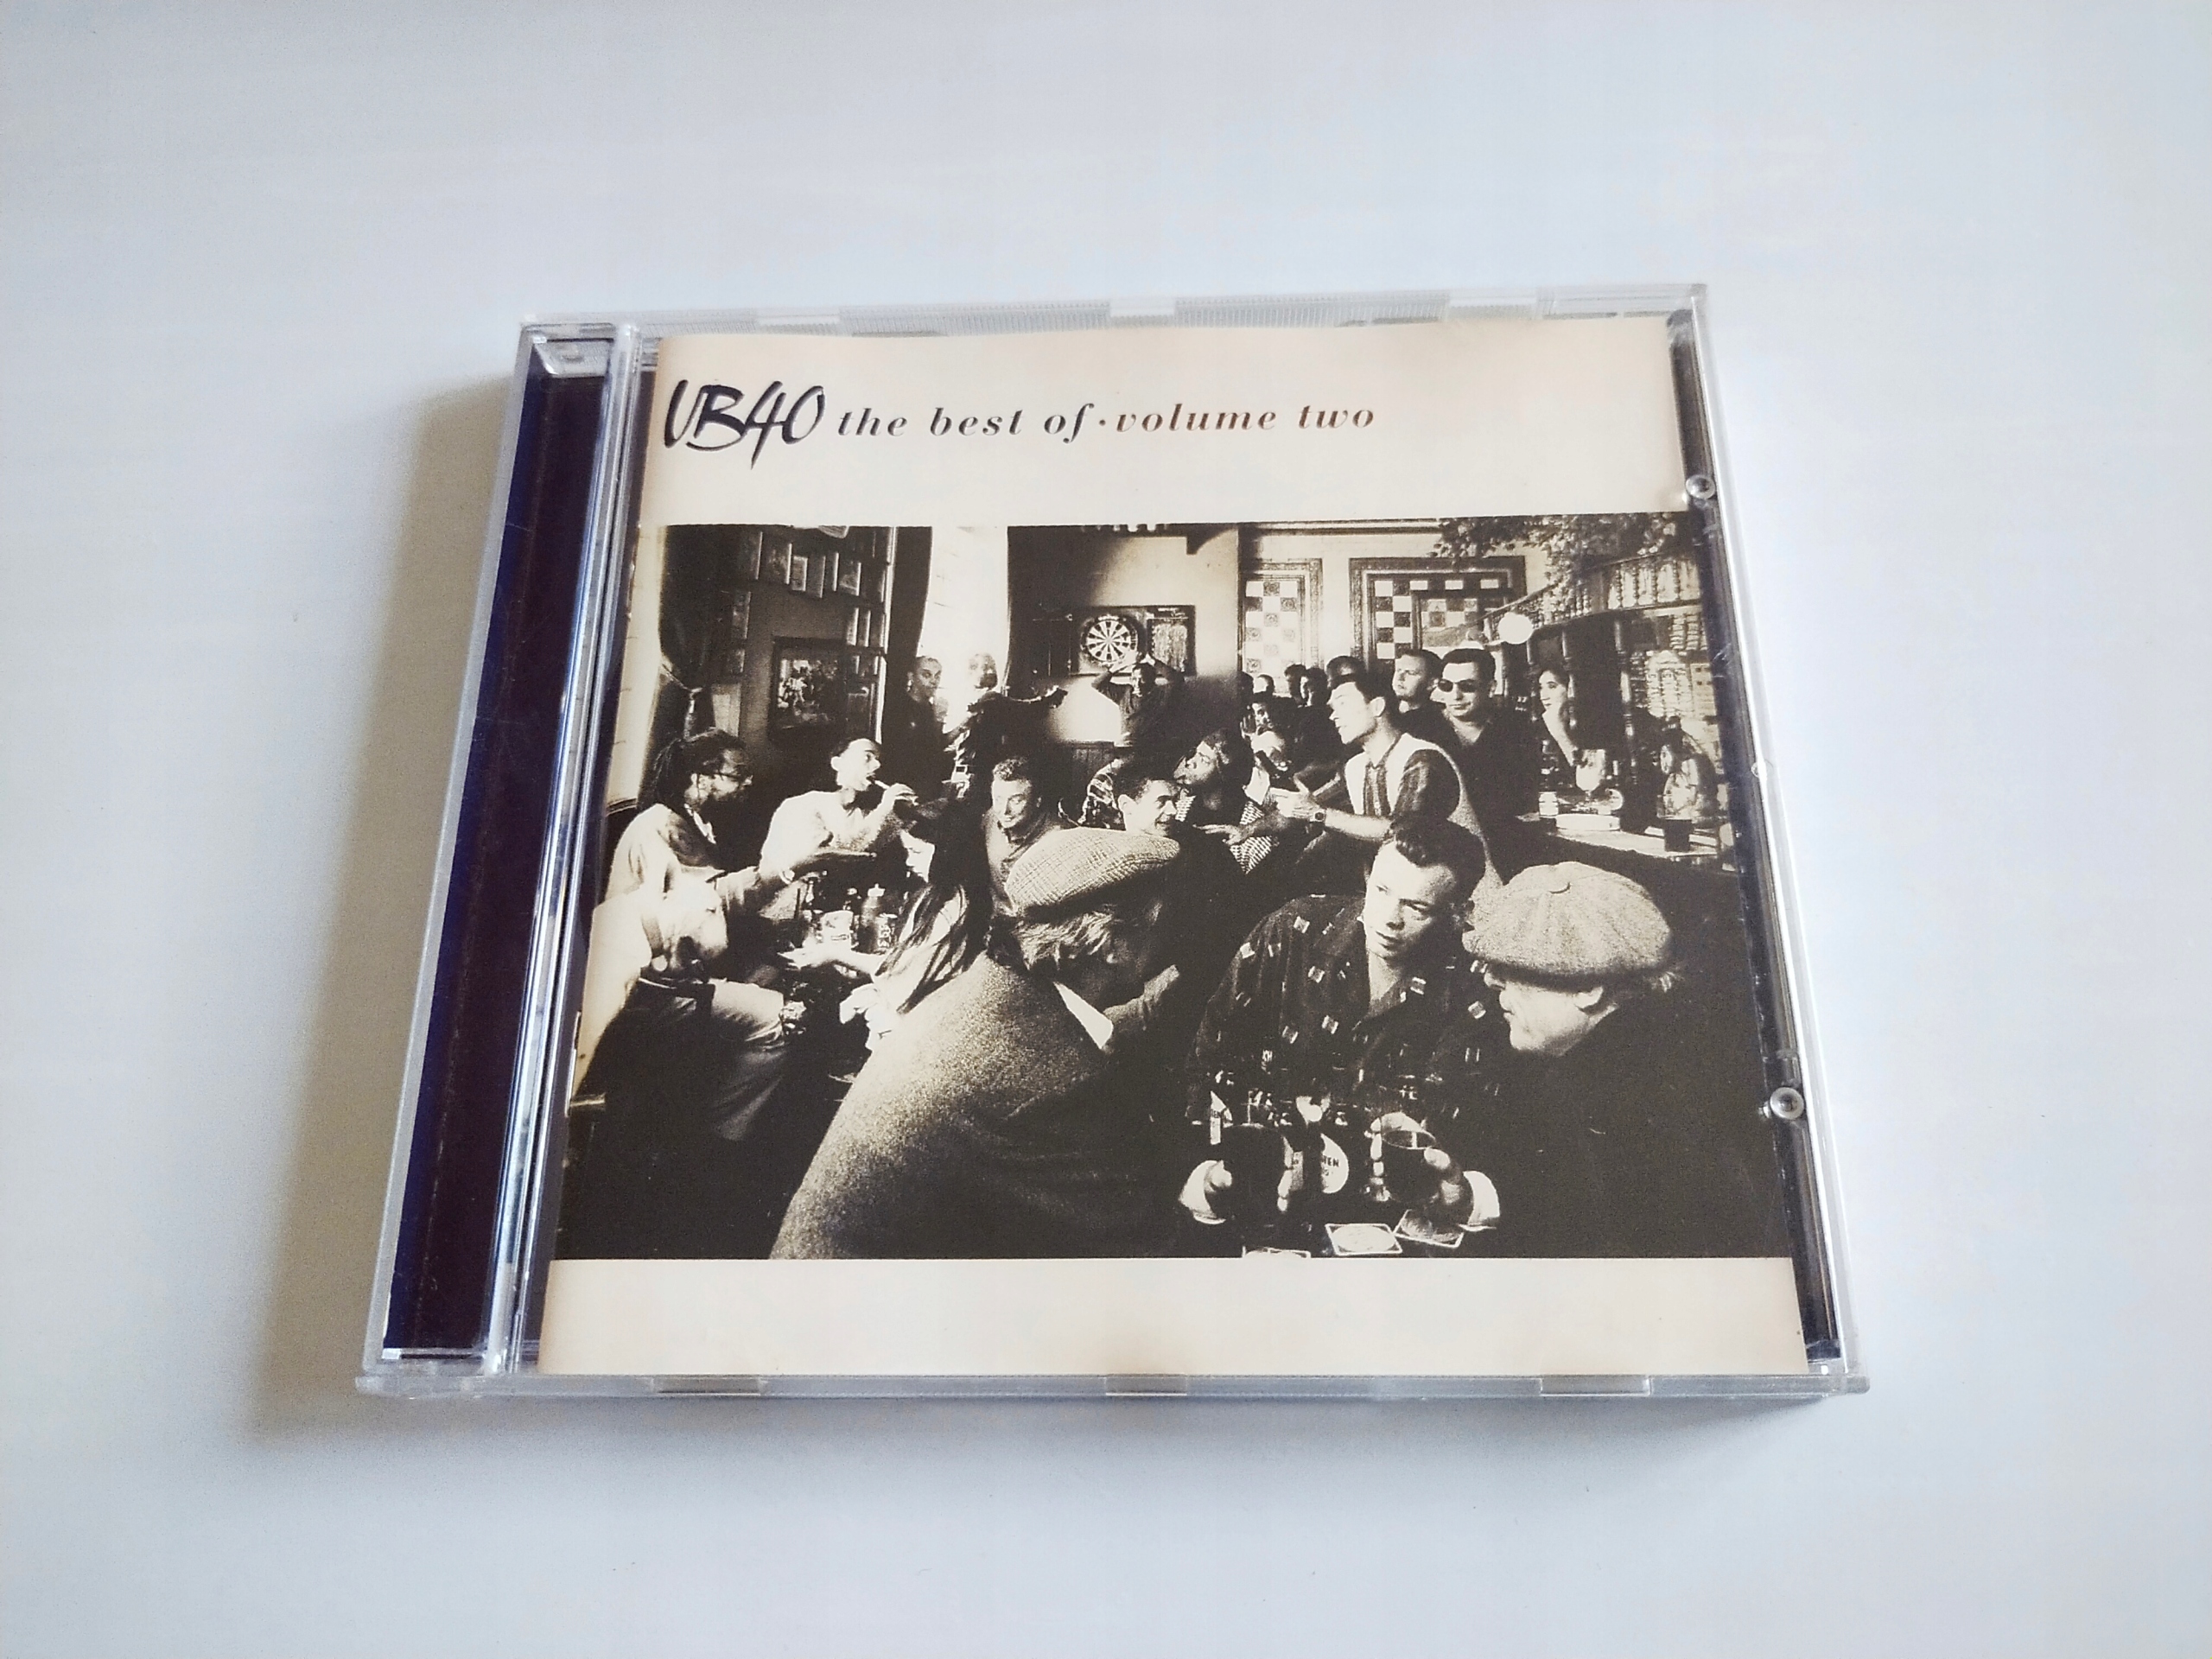 UB40 the best of · volume two